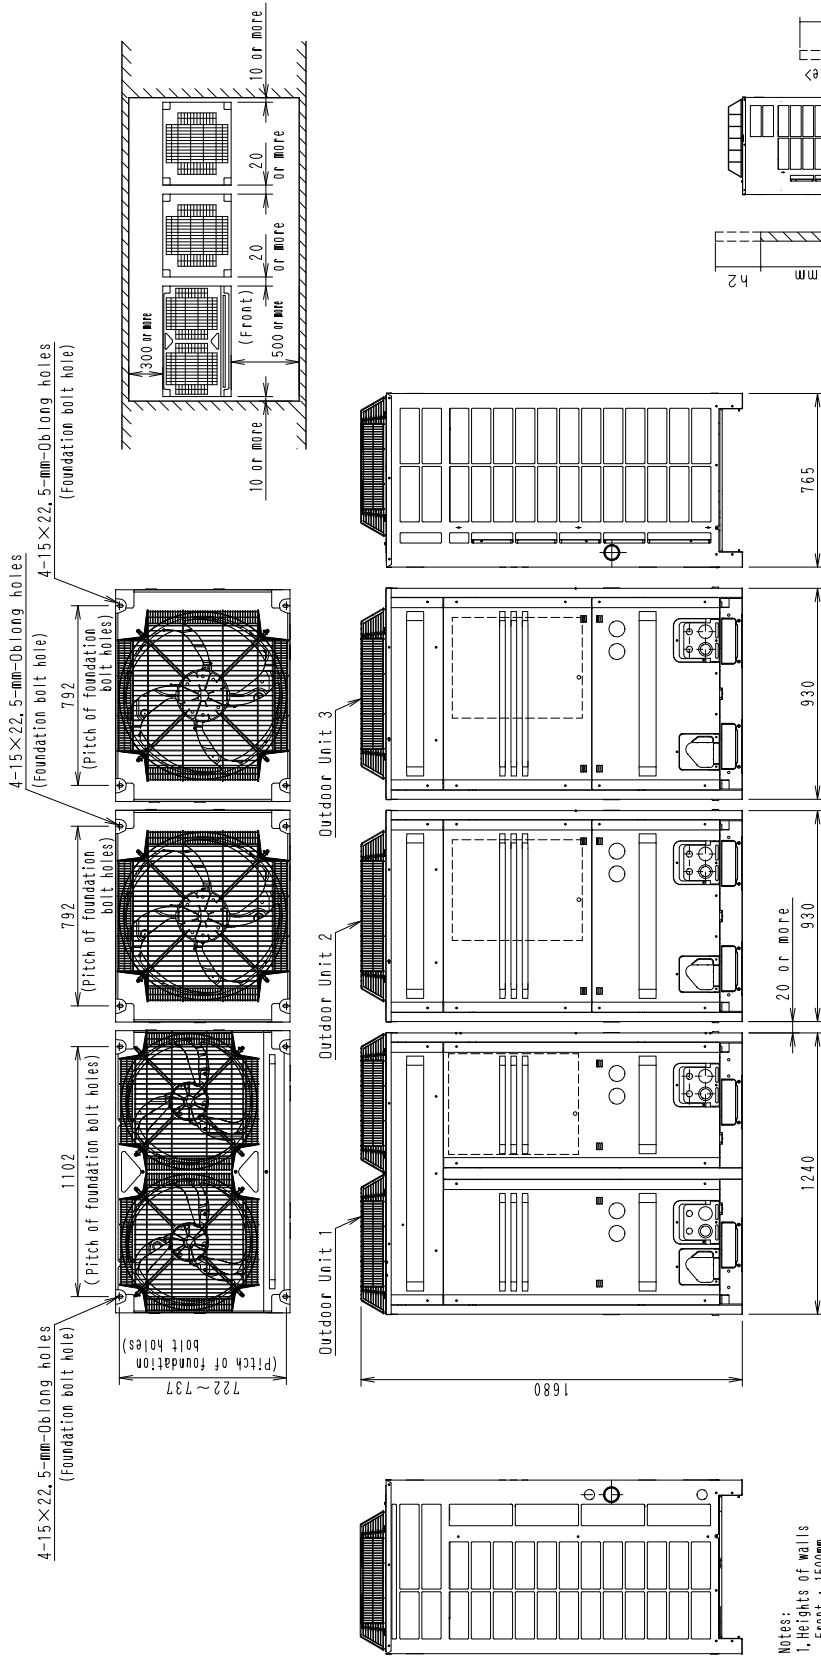 4-15×22.5-mm-Oblong holes
(Foundation bolt hole)
4-15×22.5-mm-Oblong holes
(Foundation bolt hole)
4-15×22.5-mm-Oblong holes
(Foundation bolt hole)
1102
(Pitch of foundation bolt holes)
792
(Pitch of foundation
bolt holes)
792
(Pitch of foundation
bolt holes)
722~737
(Pitch of foundation
bolt holes)
10 or more
300 or more
500 or more
(Front)
20
or more
20
or more
10 or more
Outdoor Unit 1
Outdoor Unit 2
Outdoor Unit 3
1680
1240
20 or more
930
930
765
h2
mm
e>
Notes:
1. Heights of walls
Front : 1500mm